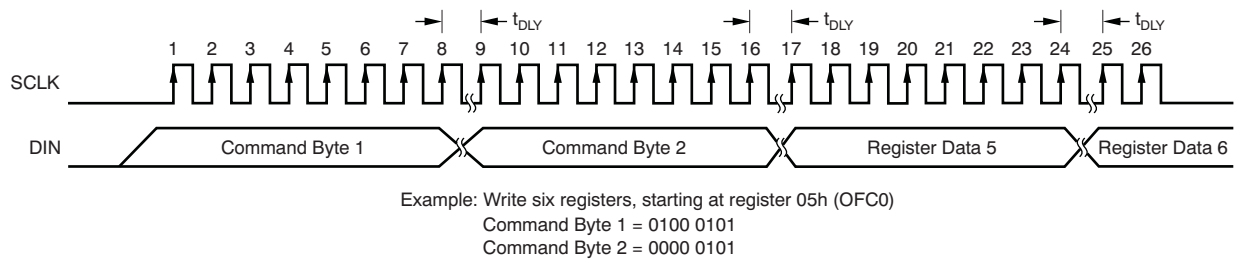 t_DLY t_DLY t_DLY
1 2 3 4 5 6 7 8 9 10 11 12 13 14 15 16 17 18 19 20 21 22 23 24 25 26
SCLK
DIN Command Byte 1 Command Byte 2 Register Data 5 Register Data 6
Example: Write six registers, starting at register 05h (OFC0)
Command Byte 1 = 0100 0101
Command Byte 2 = 0000 0101